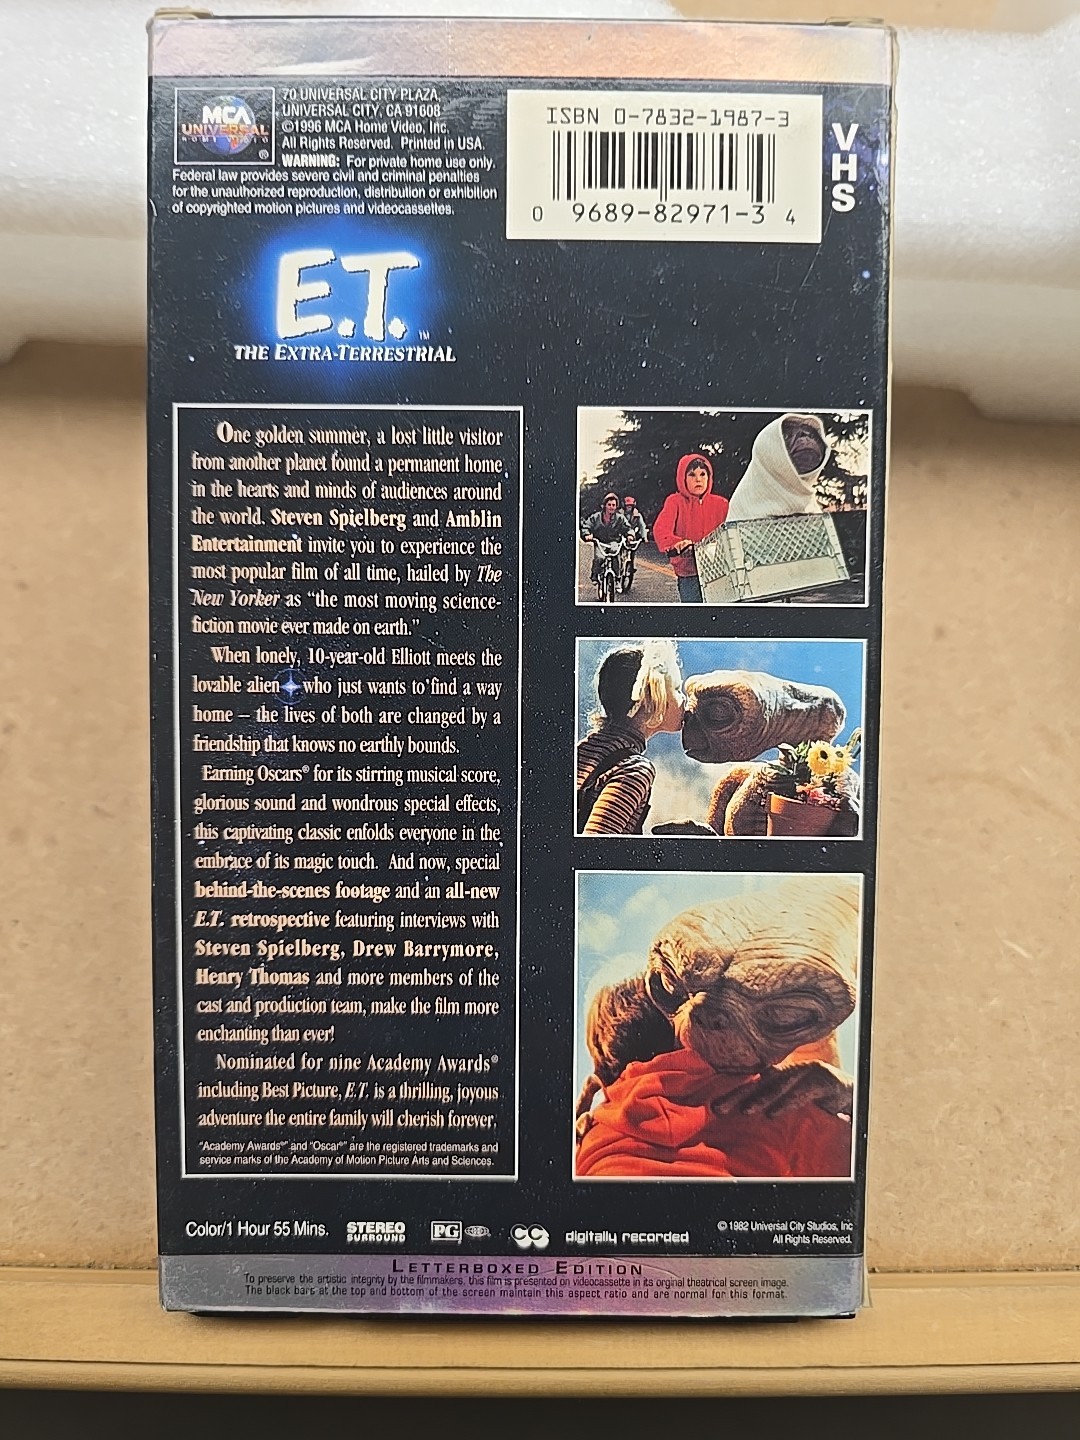 MCA
UNIVERSAL
HOME VIDEO
®
70 UNIVERSAL CITY PLAZA,
UNIVERSAL CITY, CA 91608
©1996 MCA Home Video, Inc.
All Rights Reserved. Printed in USA.
WARNING: For private home use only.
Federal law provides severe civil and criminal penalties
for the unauthorized reproduction, distribution or exhibition
of copyrighted motion pictures and videocassettes.
ISBN 0-7832-1987-3
0 9689-82971-3 4
VHS
E.T.
TM
THE EXTRA-TERRESTRIAL
One golden summer, a lost little visitor
from another planet found a permanent home
in the hearts and minds of audiences around
the world. Steven Spielberg and Amblin
Entertainment invite you to experience the
most popular film of all time, hailed by The
New Yorker as “the most moving science-
fiction movie ever made on earth.”
When lonely, 10-year-old Elliott meets the
lovable alien who just wants to find a way
home – the lives of both are changed by a
friendship that knows no earthly bounds.
Earning Oscars® for its stirring musical score,
glorious sound and wondrous special effects,
this captivating classic enfolds everyone in the
embrace of its magic touch. And now, special
behind-the-scenes footage and an all-new
E.T. retrospective featuring interviews with
Steven Spielberg, Drew Barrymore,
Henry Thomas and more members of the
cast and production team, make the film more
enchanting than ever!
Nominated for nine Academy Awards®
including Best Picture, E.T. is a thrilling, joyous
adventure the entire family will cherish forever.
"Academy Awards®" and "Oscar®" are the registered trademarks and
service marks of the Academy of Motion Picture Arts and Sciences.
Color/1 Hour 55 Mins.
STEREO
SURROUND
PG
CC
digitally recorded
© 1982 Universal City Studios, Inc
All Rights Reserved.
LETTERBOXED EDITION
To preserve the artistic integrity by the filmmakers, this film is presented on videocassette in its orginal theatrical screen image.
The black bars at the top and bottom of the screen maintain this aspect ratio and are normal for this format.